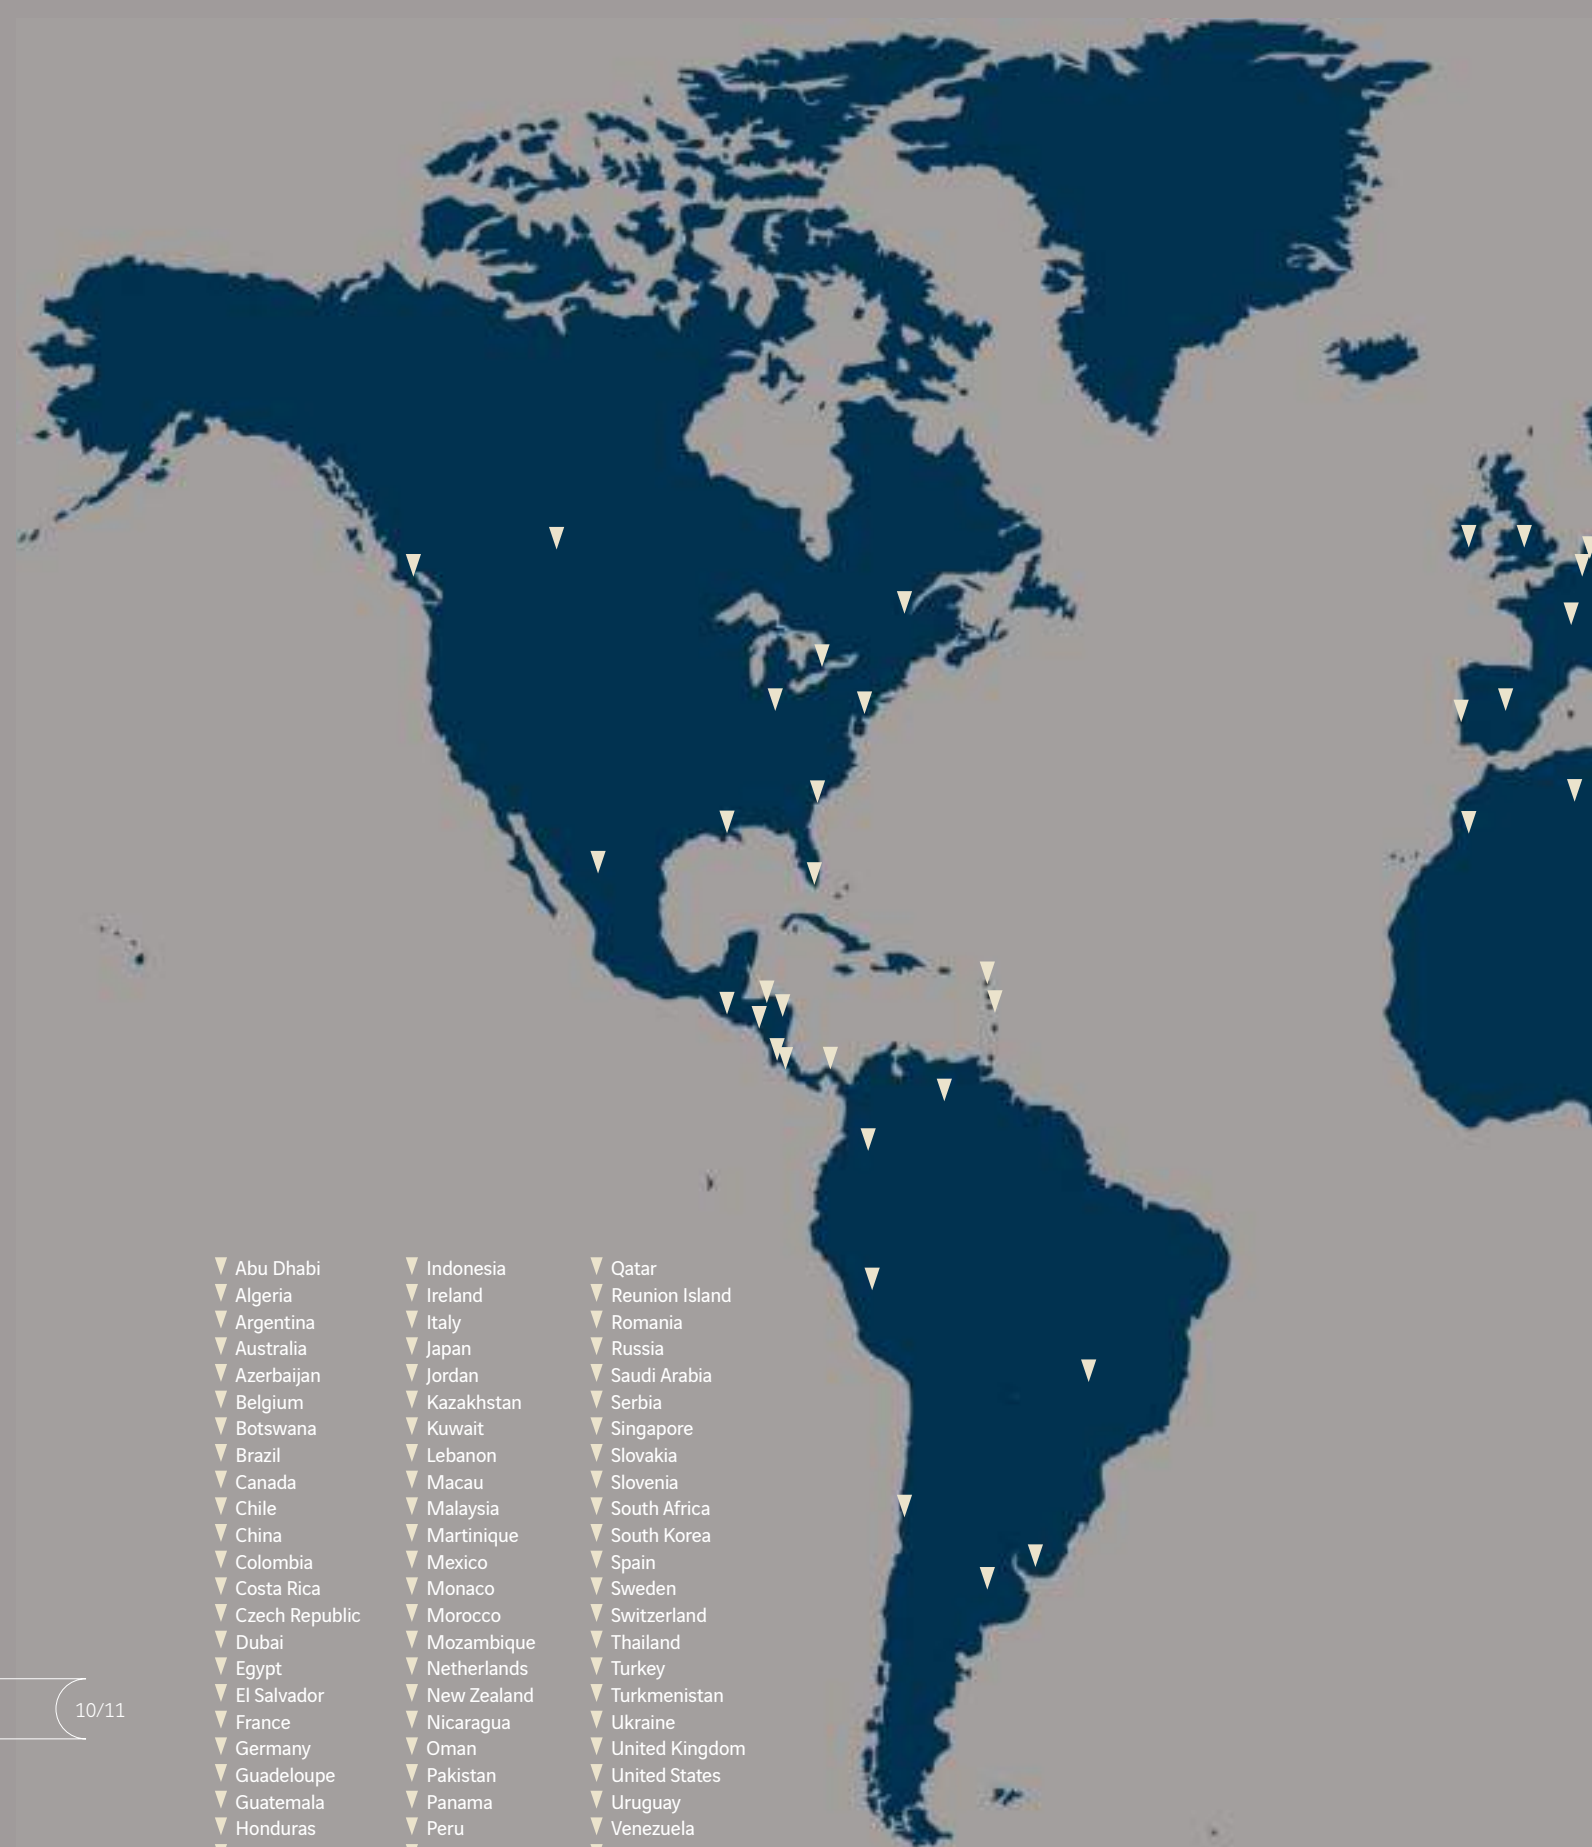 Abu Dhabi
Algeria
Argentina
Australia
Azerbaijan
Belgium
Botswana
Brazil
Canada
Chile
China
Colombia
Costa Rica
Czech Republic
Dubai
Egypt
El Salvador
France
Germany
Guadeloupe
Guatemala
Honduras
Indonesia
Ireland
Italy
Japan
Jordan
Kazakhstan
Kuwait
Lebanon
Macau
Malaysia
Martinique
Mexico
Monaco
Morocco
Mozambique
Netherlands
New Zealand
Nicaragua
Oman
Pakistan
Panama
Peru
Qatar
Reunion Island
Romania
Russia
Saudi Arabia
Serbia
Singapore
Slovakia
Slovenia
South Africa
South Korea
Spain
Sweden
Switzerland
Thailand
Turkey
Turkmenistan
Ukraine
United Kingdom
United States
Uruguay
Venezuela
10/11